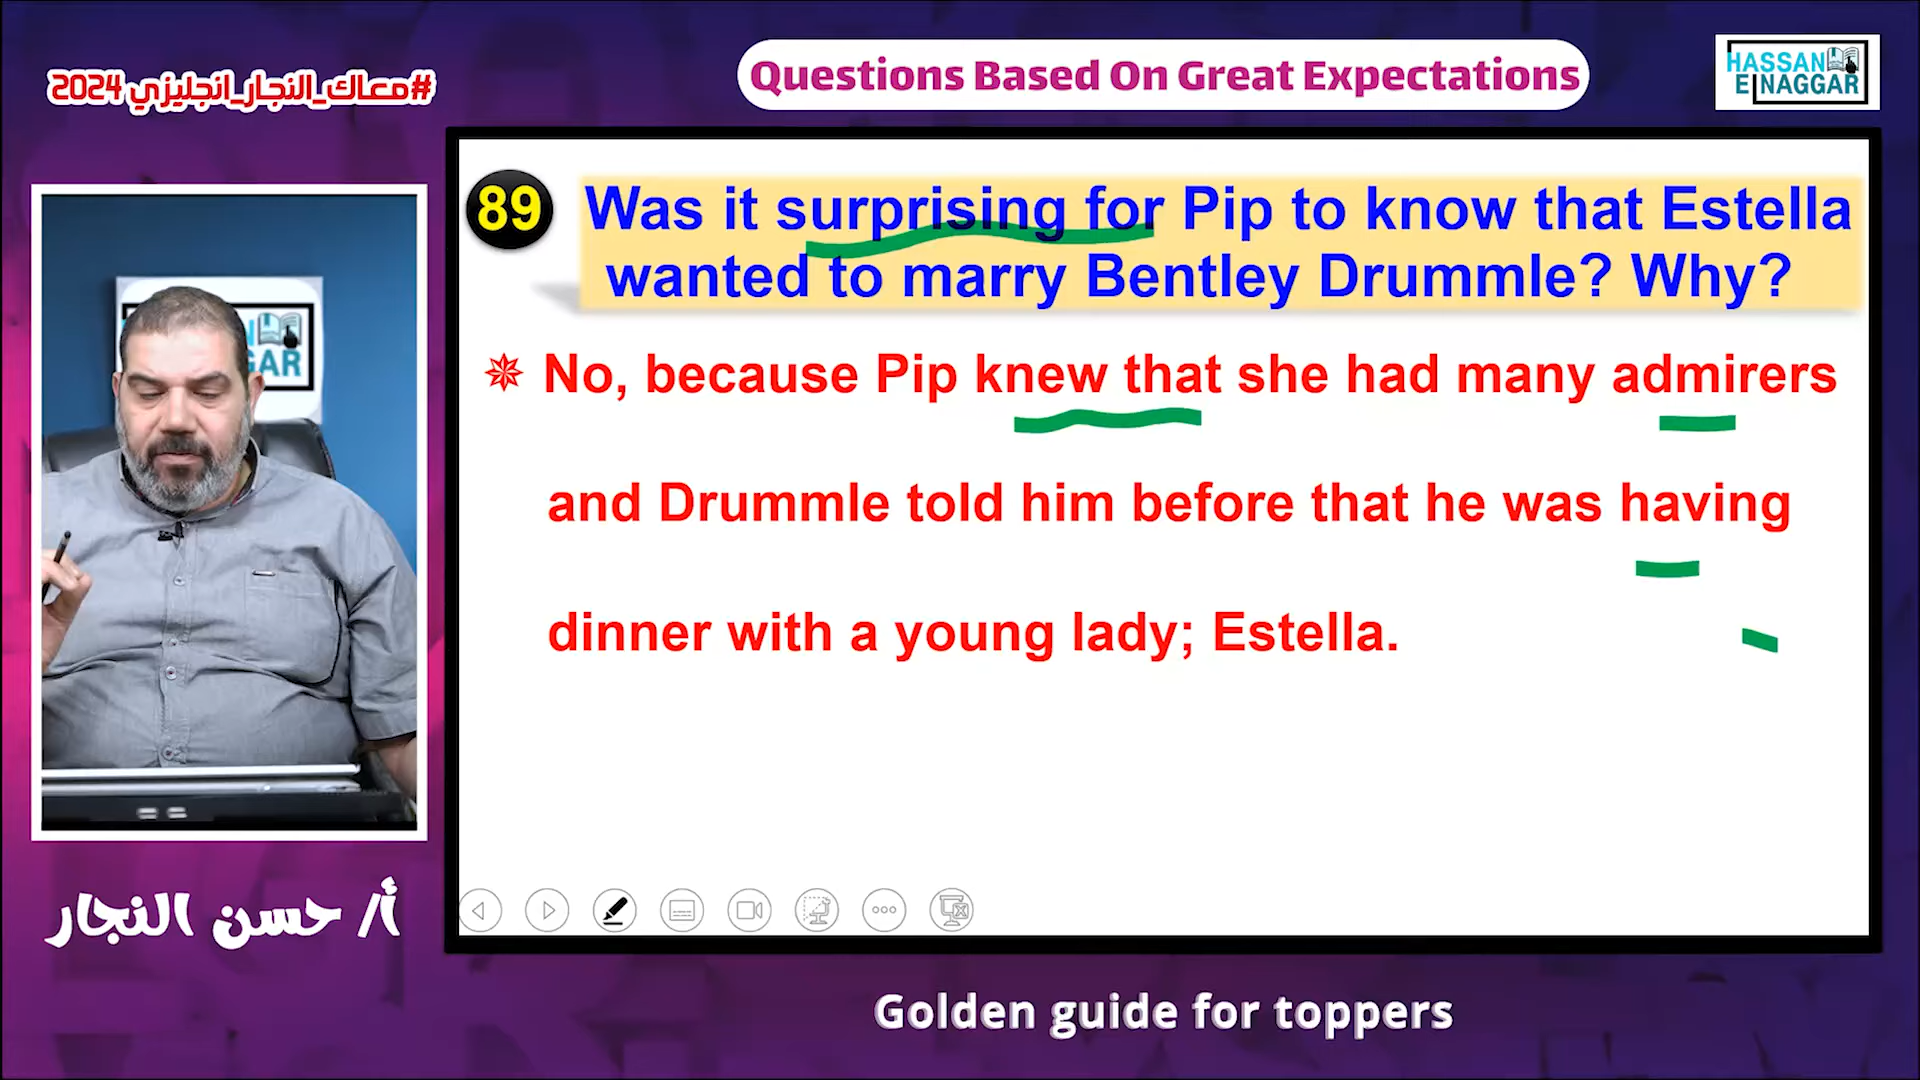 #معاك_النجار_انجليزي 2024
Questions Based On Great Expectations
HASSAN
ELNAGGAR
89
Was it surprising for Pip to know that Estella
wanted to marry Bentley Drummle? Why?
No, because Pip knew that she had many admirers
and Drummle told him before that he was having
dinner with a young lady; Estella.
GAR
أ/ حسن النجار
Golden guide for toppers